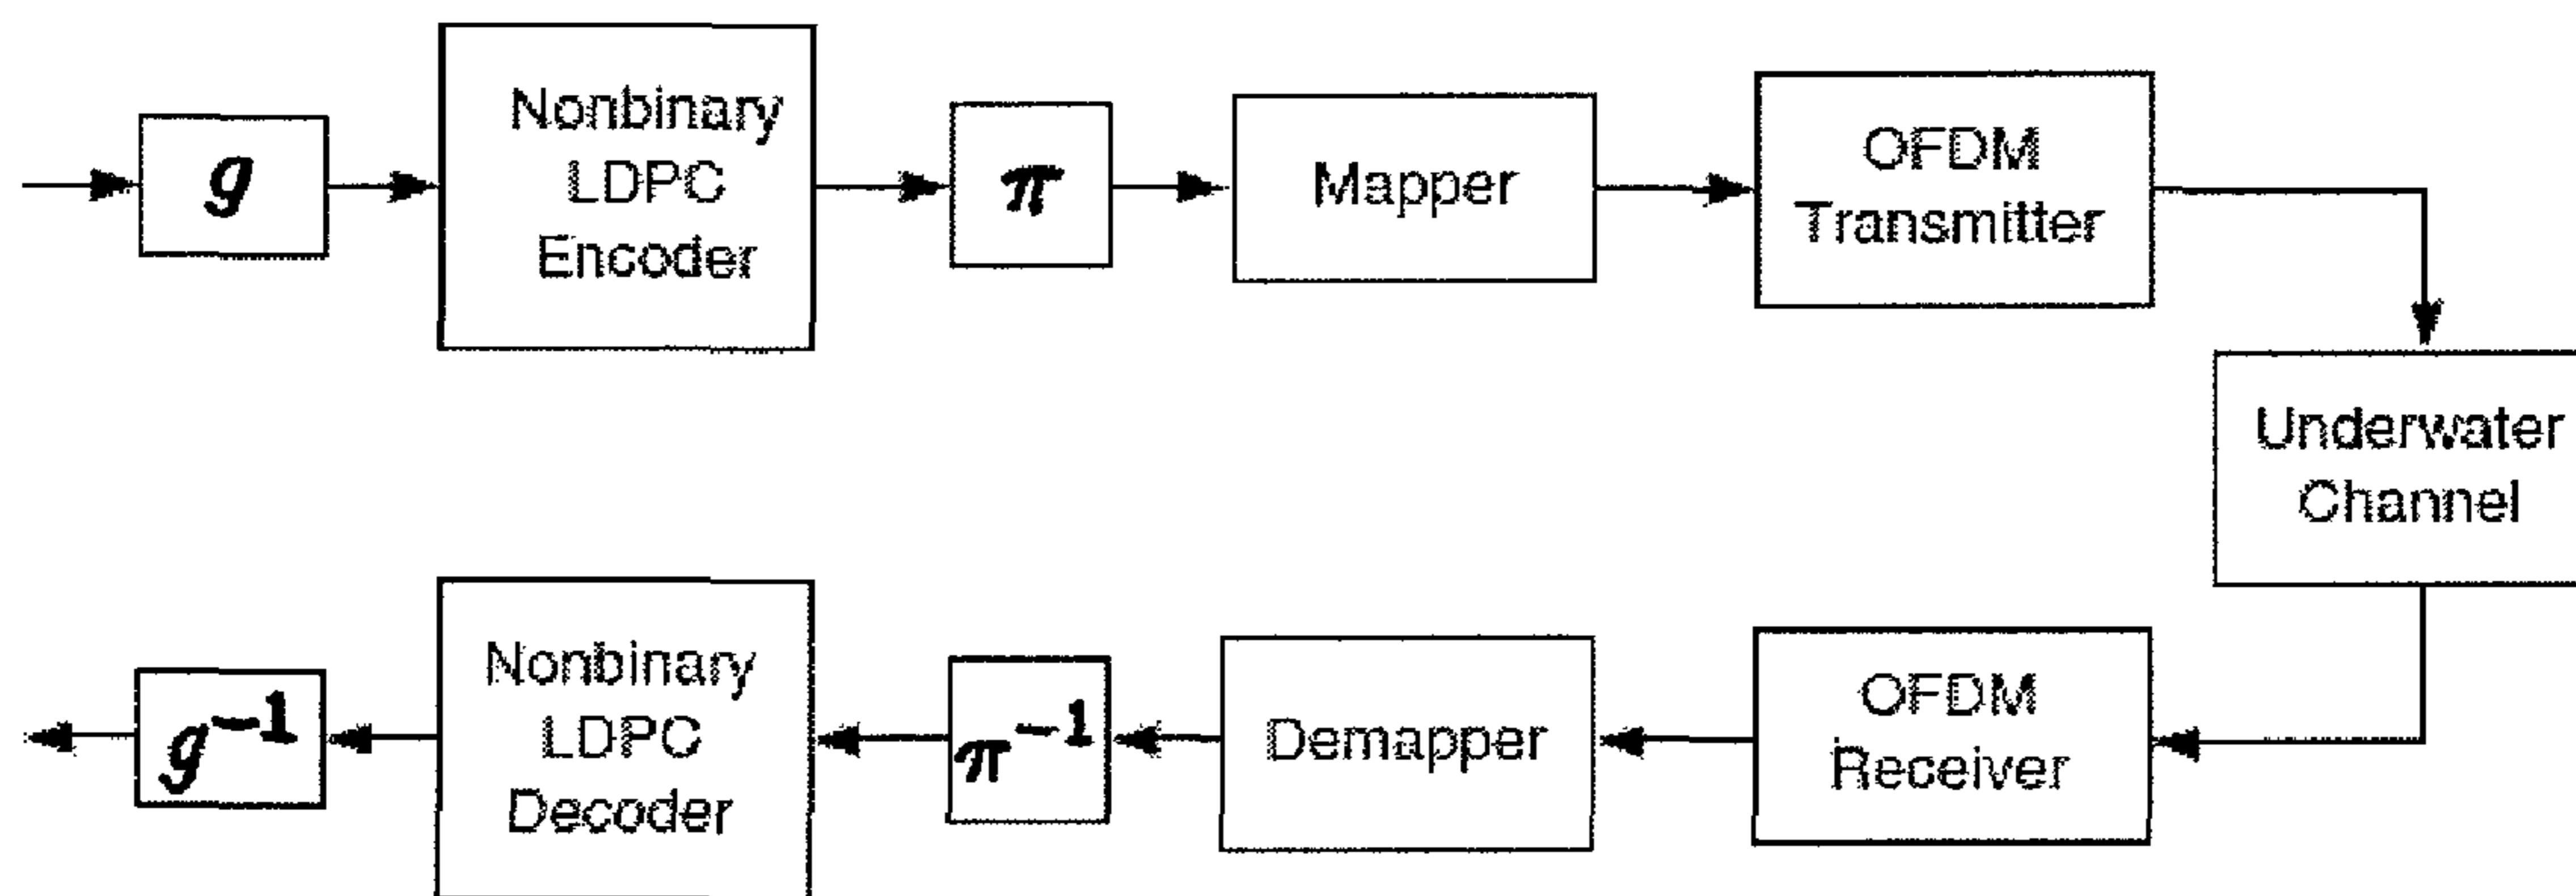 g
Nonbinary
LDPC
Encoder
π
Mapper
OFDM
Transmitter
Underwater
Channel
g⁻¹
Nonbinary
LDPC
Decoder
π⁻¹
Demapper
OFDM
Receiver